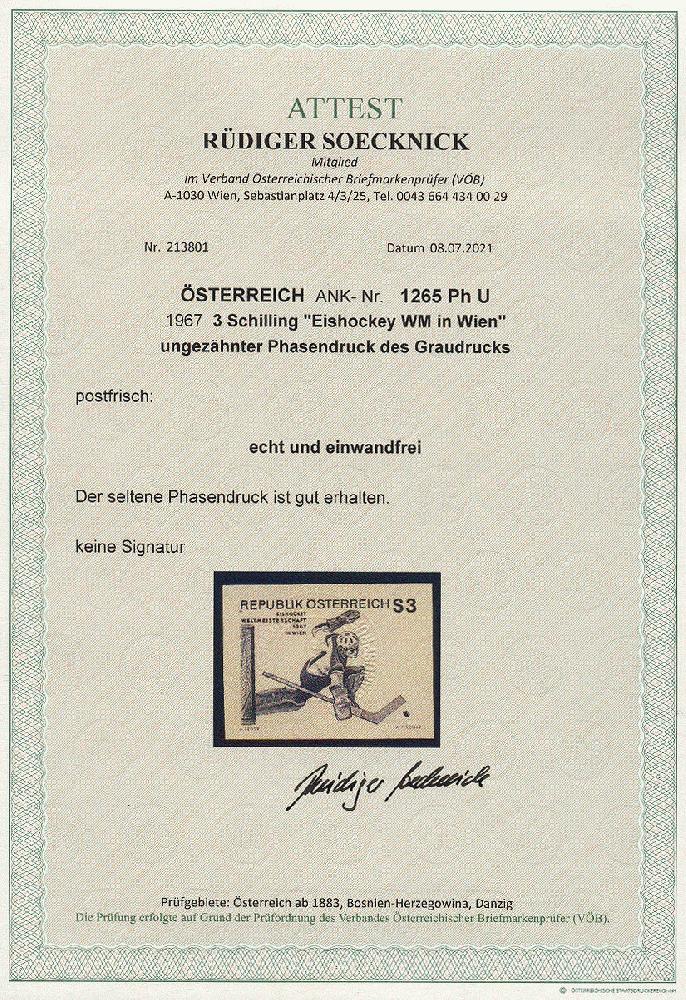 ATTEST
RÜDIGER SOECKNICK
Mitglied
im Verband Österreichischer Briefmarkenprüfer (VÖB)
A-1030 Wien, Sebastianplatz 4/3/25, Tel. 0043 664 434 00 29
Nr. 213801 Datum 08.07.2021
ÖSTERREICH ANK- Nr. 1265 Ph U
1967 3 Schilling "Eishockey WM in Wien"
ungezähnter Phasendruck des Graudrucks
postfrisch:
echt und einwandfrei
Der seltene Phasendruck ist gut erhalten.
keine Signatur
REPUBLIK ÖSTERREICH S3
EISHOCKEY
WELTMEISTERSCHAFT
1967
IN WIEN
Rüdiger Soecknick
Prüfgebiete: Österreich ab 1883, Bosnien-Herzegowina, Danzig
Die Prüfung erfolgte auf Grund der Prüfordnung des Verbandes Österreichischer Briefmarkenprüfer (VÖB).
© ÖSTERREICHISCHE STAATSDRUCKEREI